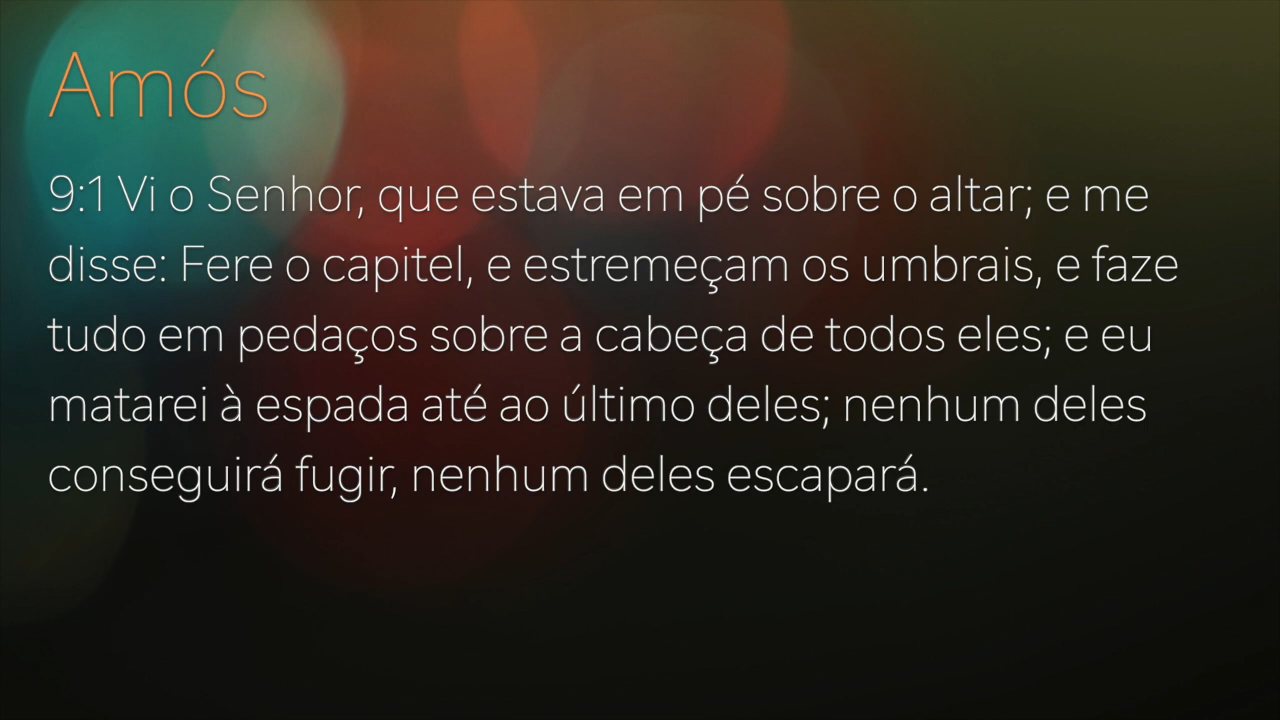 Amós
9:1 Vi o Senhor, que estava em pé sobre o altar; e me
disse: Fere o capitel, e estremeçam os umbrais, e faze
tudo em pedaços sobre a cabeça de todos eles; e eu
matarei à espada até ao último deles; nenhum deles
conseguirá fugir, nenhum deles escapará.